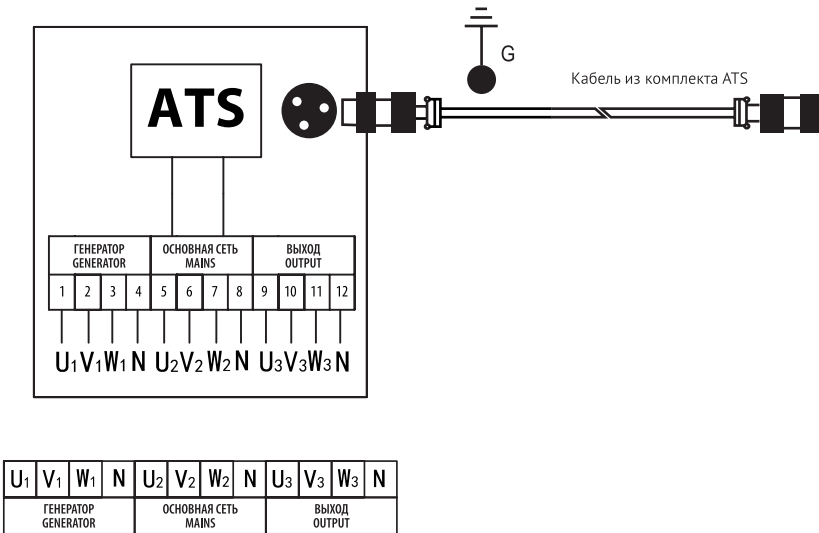 G
Кабель из комплекта ATS
ATS
ГЕНЕРАТОР ОСНОВНАЯ СЕТЬ ВЫХОД
GENERATOR MAINS OUTPUT
1 2 3 4 5 6 7 8 9 10 11 12
U1 V1 W1 N U2 V2 W2 N U3 V3 W3 N
U1 V1 W1 N U2 V2 W2 N U3 V3 W3 N
ГЕНЕРАТОР ОСНОВНАЯ СЕТЬ ВЫХОД
GENERATOR MAINS OUTPUT